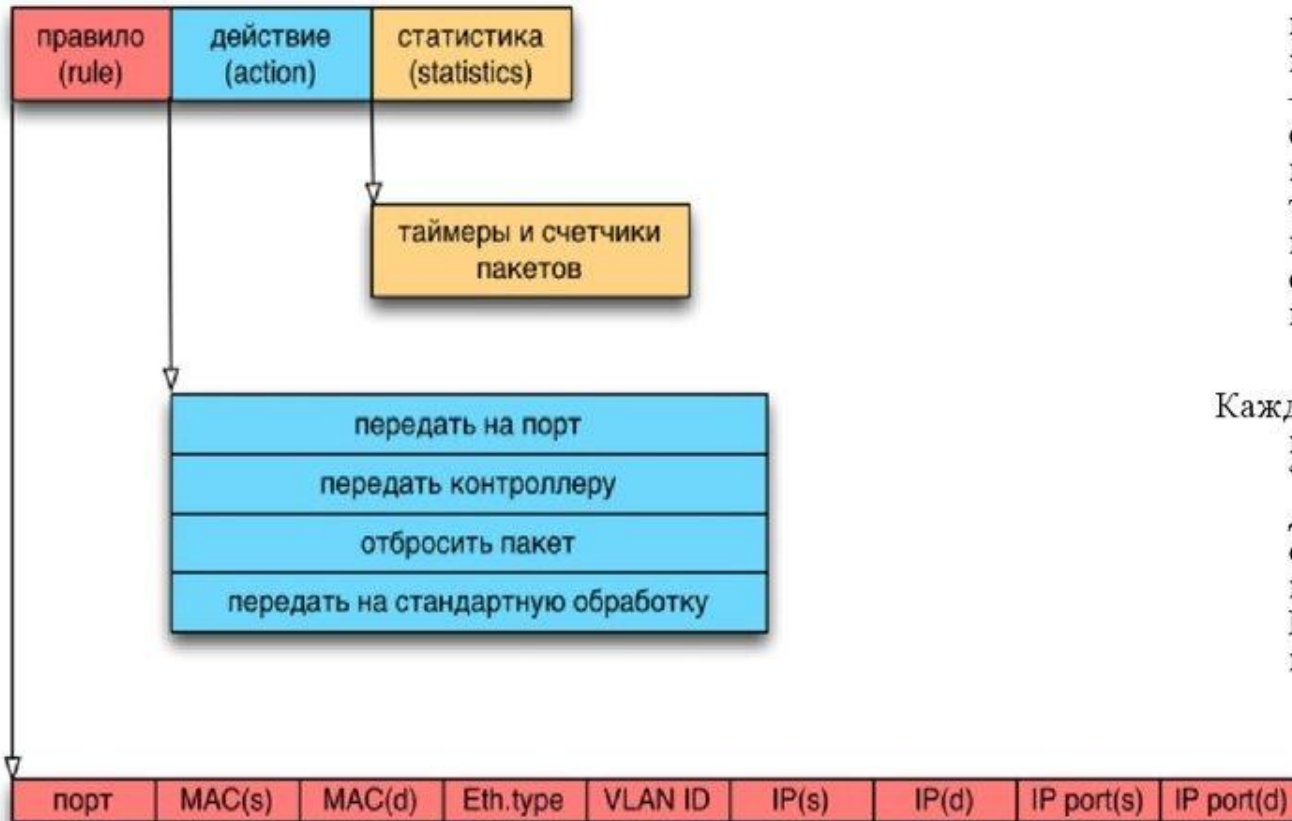 правило
(rule)
действие
(action)
статистика
(statistics)
таймеры и счетчики
пакетов
передать на порт
передать контроллеру
отбросить пакет
передать на стандартную обработку
порт MAC(s) MAC(d) Eth.type VLAN ID IP(s) IP(d) IP port(s) IP port(d)